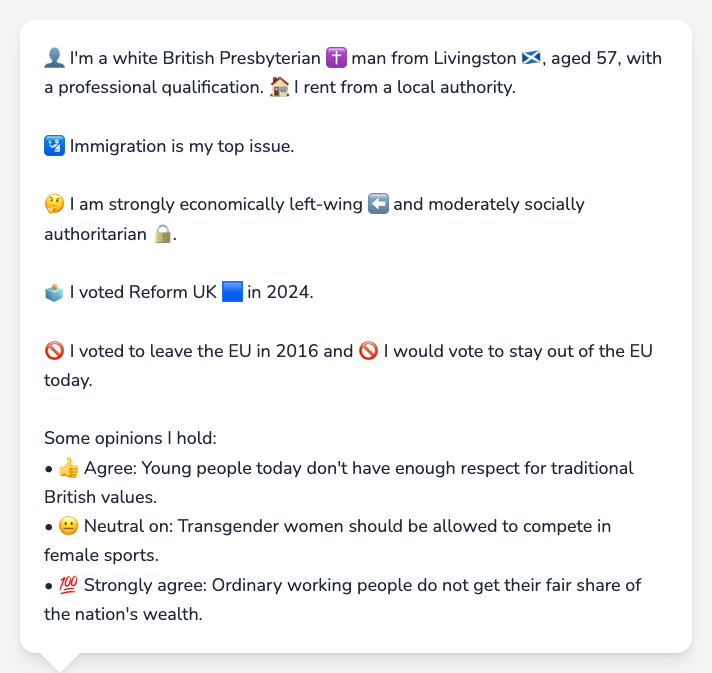 👤 I'm a white British Presbyterian ✝️ man from Livingston 🏴󠁧󠁢󠁳󠁣󠁴󠁿, aged 57, with
a professional qualification. 🏠 I rent from a local authority.
🛂 Immigration is my top issue.
🤔 I am strongly economically left-wing ⬅️ and moderately socially
authoritarian 🔒.
🗳️ I voted Reform UK 🟦 in 2024.
🚫 I voted to leave the EU in 2016 and 🚫 I would vote to stay out of the EU
today.
Some opinions I hold:
• 👍 Agree: Young people today don't have enough respect for traditional
British values.
• 😐 Neutral on: Transgender women should be allowed to compete in
female sports.
• 💯 Strongly agree: Ordinary working people do not get their fair share of
the nation's wealth.